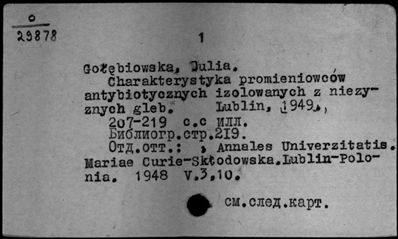 0
29878
1
Gołębiowska, Julia.
Charakterystyka promieniowców
antybiotycznych izolowanych z niezy-
znych gleb. Lublin, 1949.,
207-219 с.с илл.
Библиогр.стр.219.
Отд.отт.: , Annales Univerzitatis.
Mariae Curie-Skłodowska.Lublin-Polo-
nia. 1948 V.3,10.
см.след.карт.